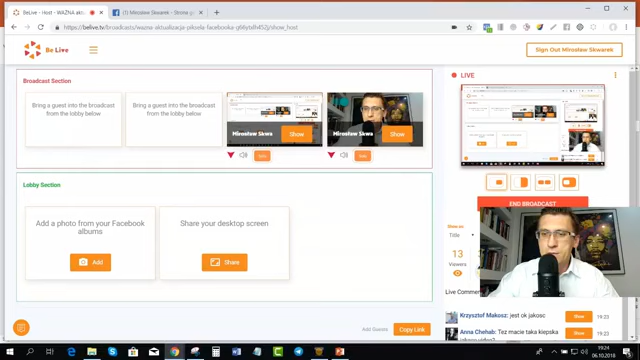 BeLive - Host - WAŻNA aktu
(1) Mirosław Skwarek - Strona g
https://belive.tv/broadcasts/wazna-aktualizacja-piksela-facebooka-g66ytslh45Zjj/show_host
Be Live
Sign Out Mirosław Skwarek
Broadcast Section
Bring a guest into the broadcast from the lobby below
Bring a guest into the broadcast from the lobby below
Mirosław Skwa
Show
Mirosław Skwa
Show
Lobby Section
Add a photo from your Facebook albums
Add
Share your desktop screen
Share
Add Guests
Copy Link
LIVE
END BROADCAST
Show on
Title
13
Viewers
Live Comme
Krzysztof Makosz jest ok jakosc
Show
19:23
Anna Chehab: Tez macie taka kiepska
Show
19:23
19:24
06.10.2018